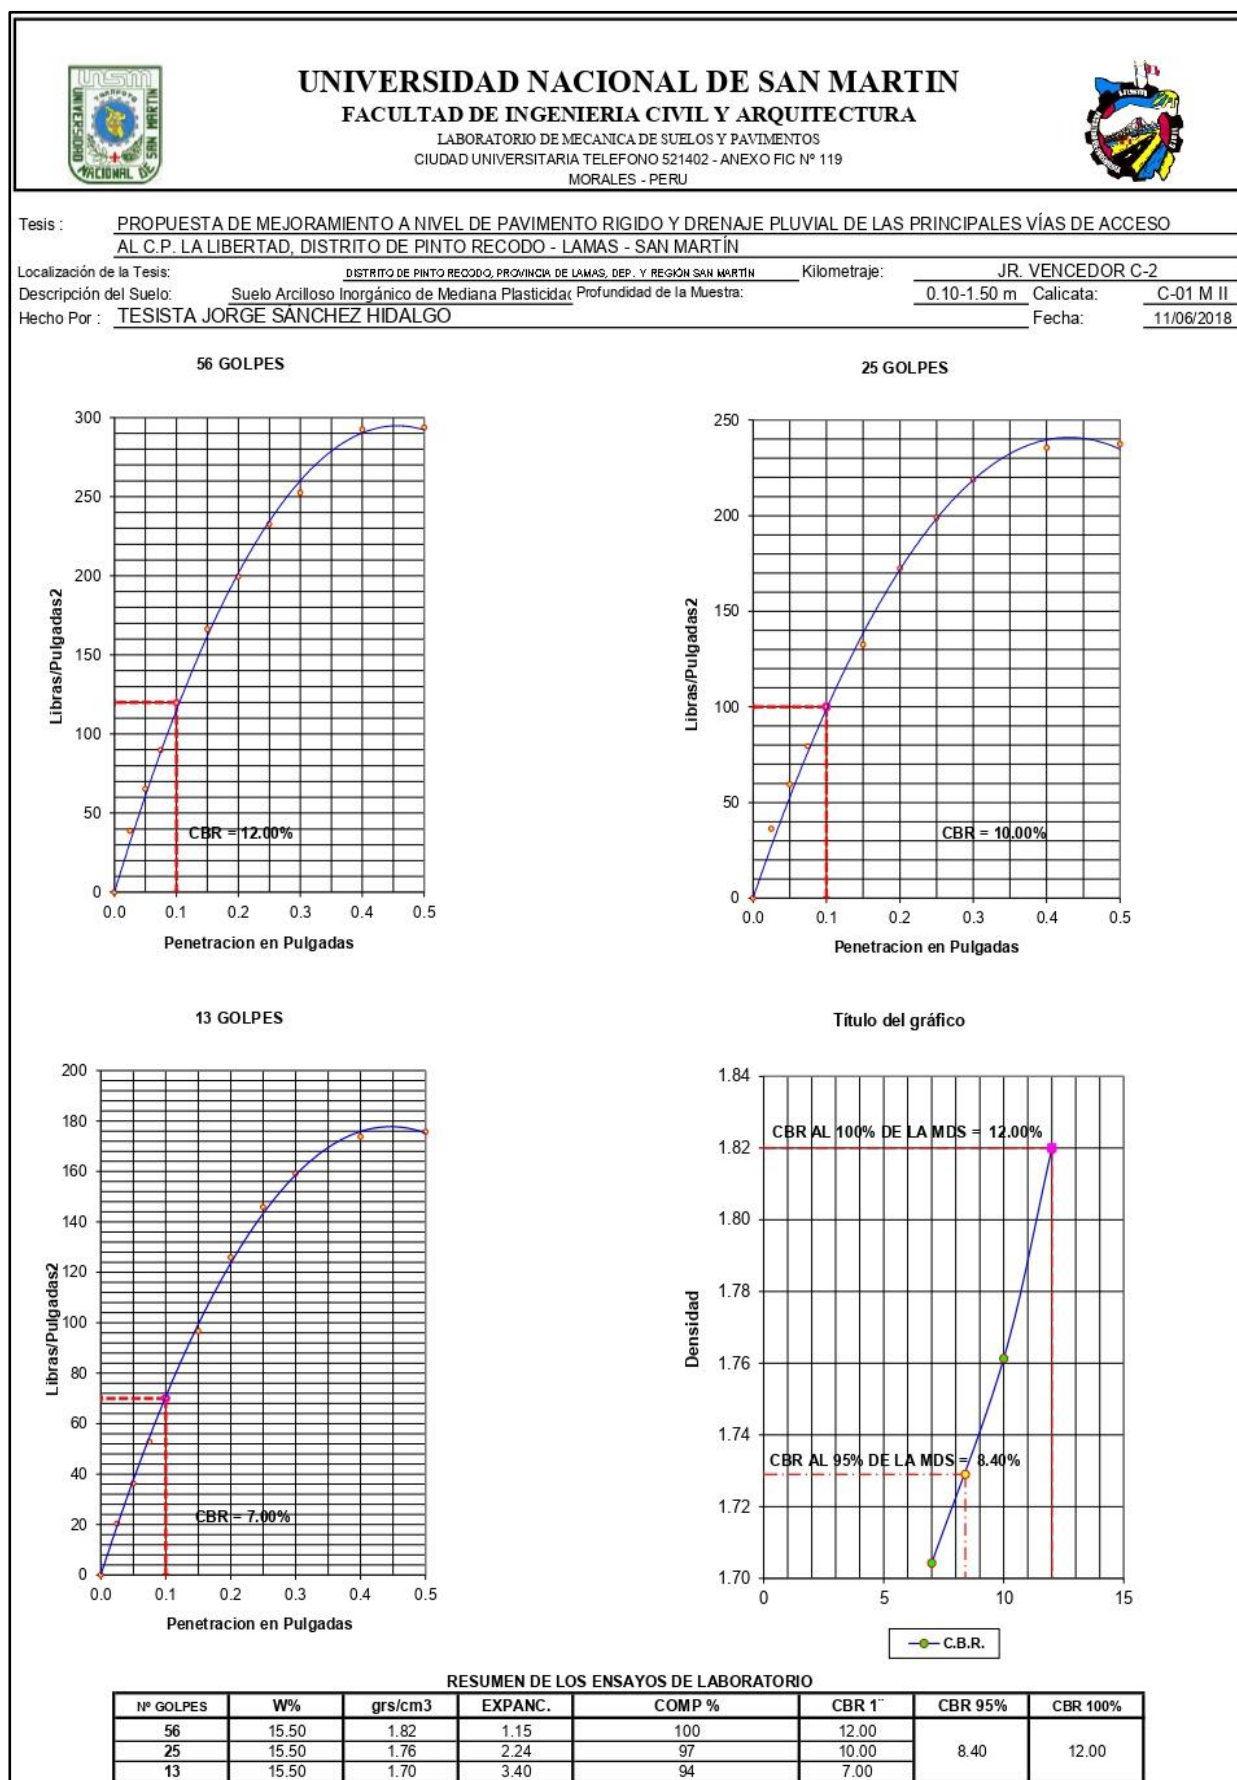 UNIVERSIDAD NACIONAL DE SAN MARTIN
FACULTAD DE INGENIERIA CIVIL Y ARQUITECTURA
LABORATORIO DE MECANICA DE SUELOS Y PAVIMENTOS
CIUDAD UNIVERSITARIA TELEFONO 521402 - ANEXO FIC Nº 119
MORALES - PERU
unsm
TARAPOTO
UNIVERSIDAD NACIONAL DE SAN MARTIN
Tesis : PROPUESTA DE MEJORAMIENTO A NIVEL DE PAVIMENTO RIGIDO Y DRENAJE PLUVIAL DE LAS PRINCIPALES VÍAS DE ACCESO
AL C.P. LA LIBERTAD, DISTRITO DE PINTO RECODO - LAMAS - SAN MARTÍN
Localización de la Tesis: DISTRITO DE PINTO RECODO, PROVINCIA DE LAMAS, DEP. Y REGIÓN SAN MARTÍN Kilometraje: JR. VENCEDOR C-2
Descripción del Suelo: Suelo Arcilloso Inorgánico de Mediana Plasticidac Profundidad de la Muestra: 0.10-1.50 m Calicata: C-01 M II
Hecho Por : TESISTA JORGE SÁNCHEZ HIDALGO Fecha: 11/06/2018
56 GOLPES
300
250
200
150
100
50
0
Libras/Pulgadas2
CBR = 12.00%
0.0 0.1 0.2 0.3 0.4 0.5
Penetracion en Pulgadas
25 GOLPES
250
200
150
100
50
0
Libras/Pulgadas2
CBR = 10.00%
0.0 0.1 0.2 0.3 0.4 0.5
Penetracion en Pulgadas
13 GOLPES
200
180
160
140
120
100
80
60
40
20
0
Libras/Pulgadas2
CBR = 7.00%
0.0 0.1 0.2 0.3 0.4 0.5
Penetracion en Pulgadas
Título del gráfico
1.84
1.82
1.80
1.78
1.76
1.74
1.72
1.70
Densidad
CBR AL 100% DE LA MDS = 12.00%
CBR AL 95% DE LA MDS = 8.40%
0 5 10 15
C.B.R.
RESUMEN DE LOS ENSAYOS DE LABORATORIO
Nº GOLPES W% grs/cm3 EXPANC. COMP % CBR 1¨ CBR 95% CBR 100%
56 15.50 1.82 1.15 100 12.00
25 15.50 1.76 2.24 97 10.00 8.40 12.00
13 15.50 1.70 3.40 94 7.00